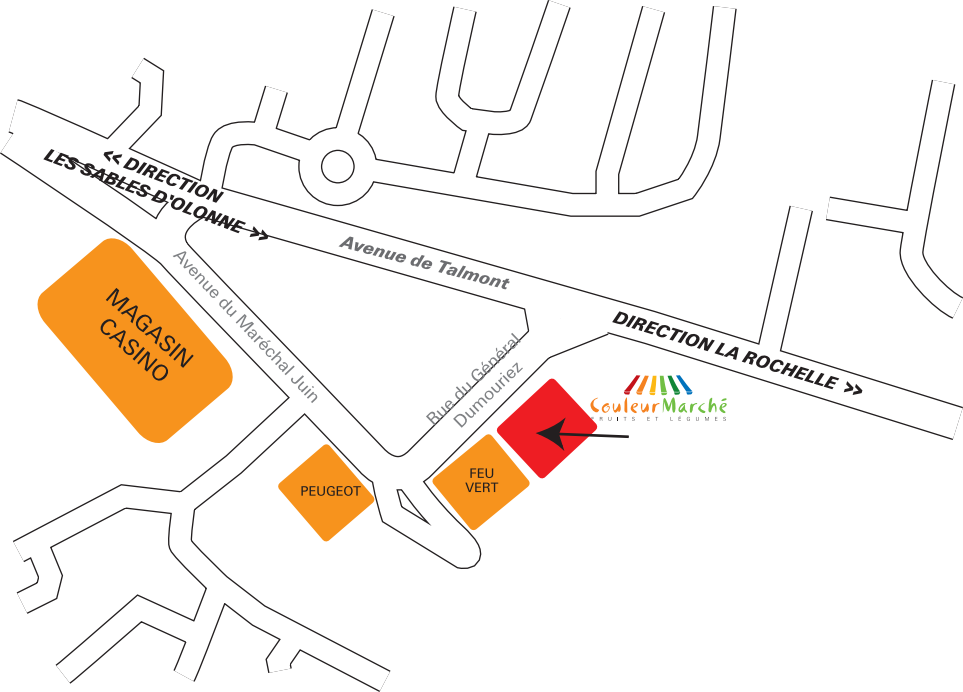 << DIRECTION
LES SABLES D'OLONNE >>
Avenue de Talmont
Avenue du Maréchal Juin
MAGASIN
CASINO
DIRECTION LA ROCHELLE >>
Rue du Général
Dumouriez
CouleurMarché
FRUITS ET LÉGUMES
FEU
VERT
PEUGEOT